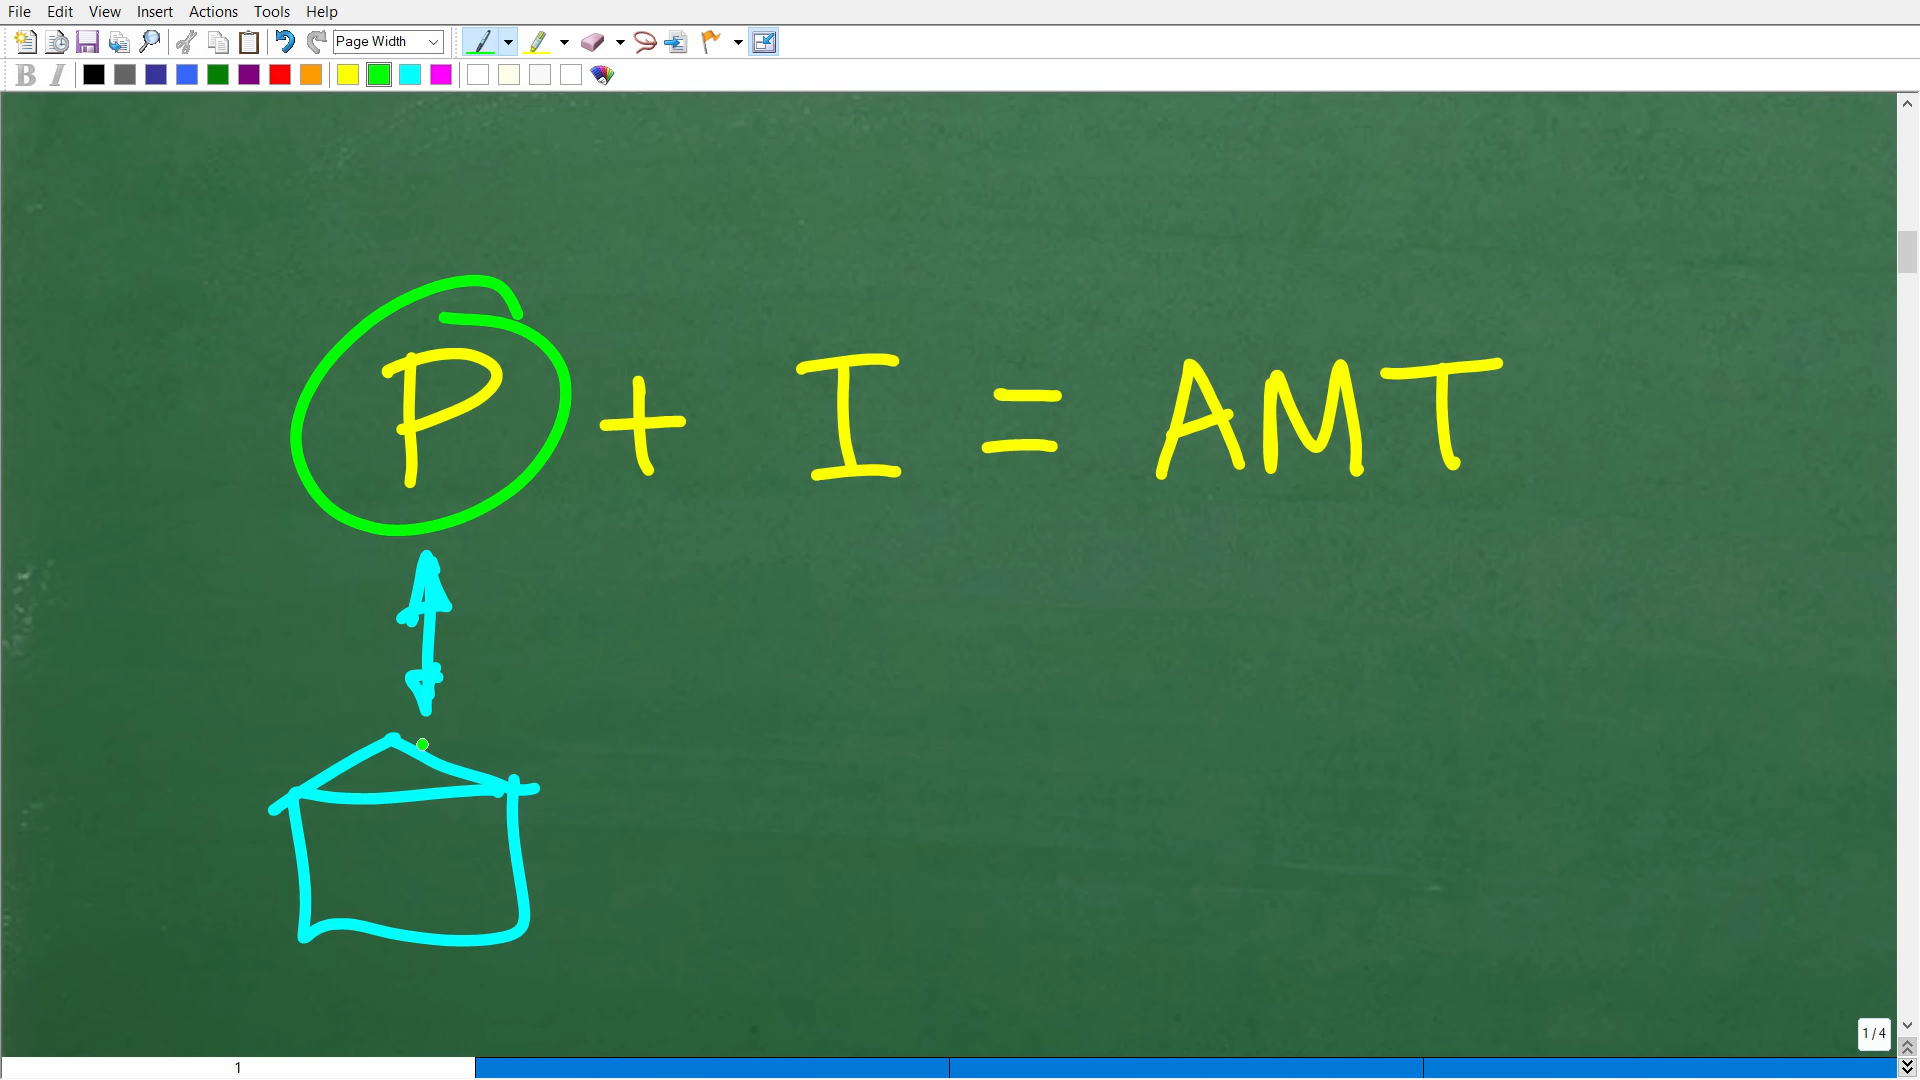 File Edit View Insert Actions Tools Help
Page Width
B I
P + I = AMT
1 / 4
1